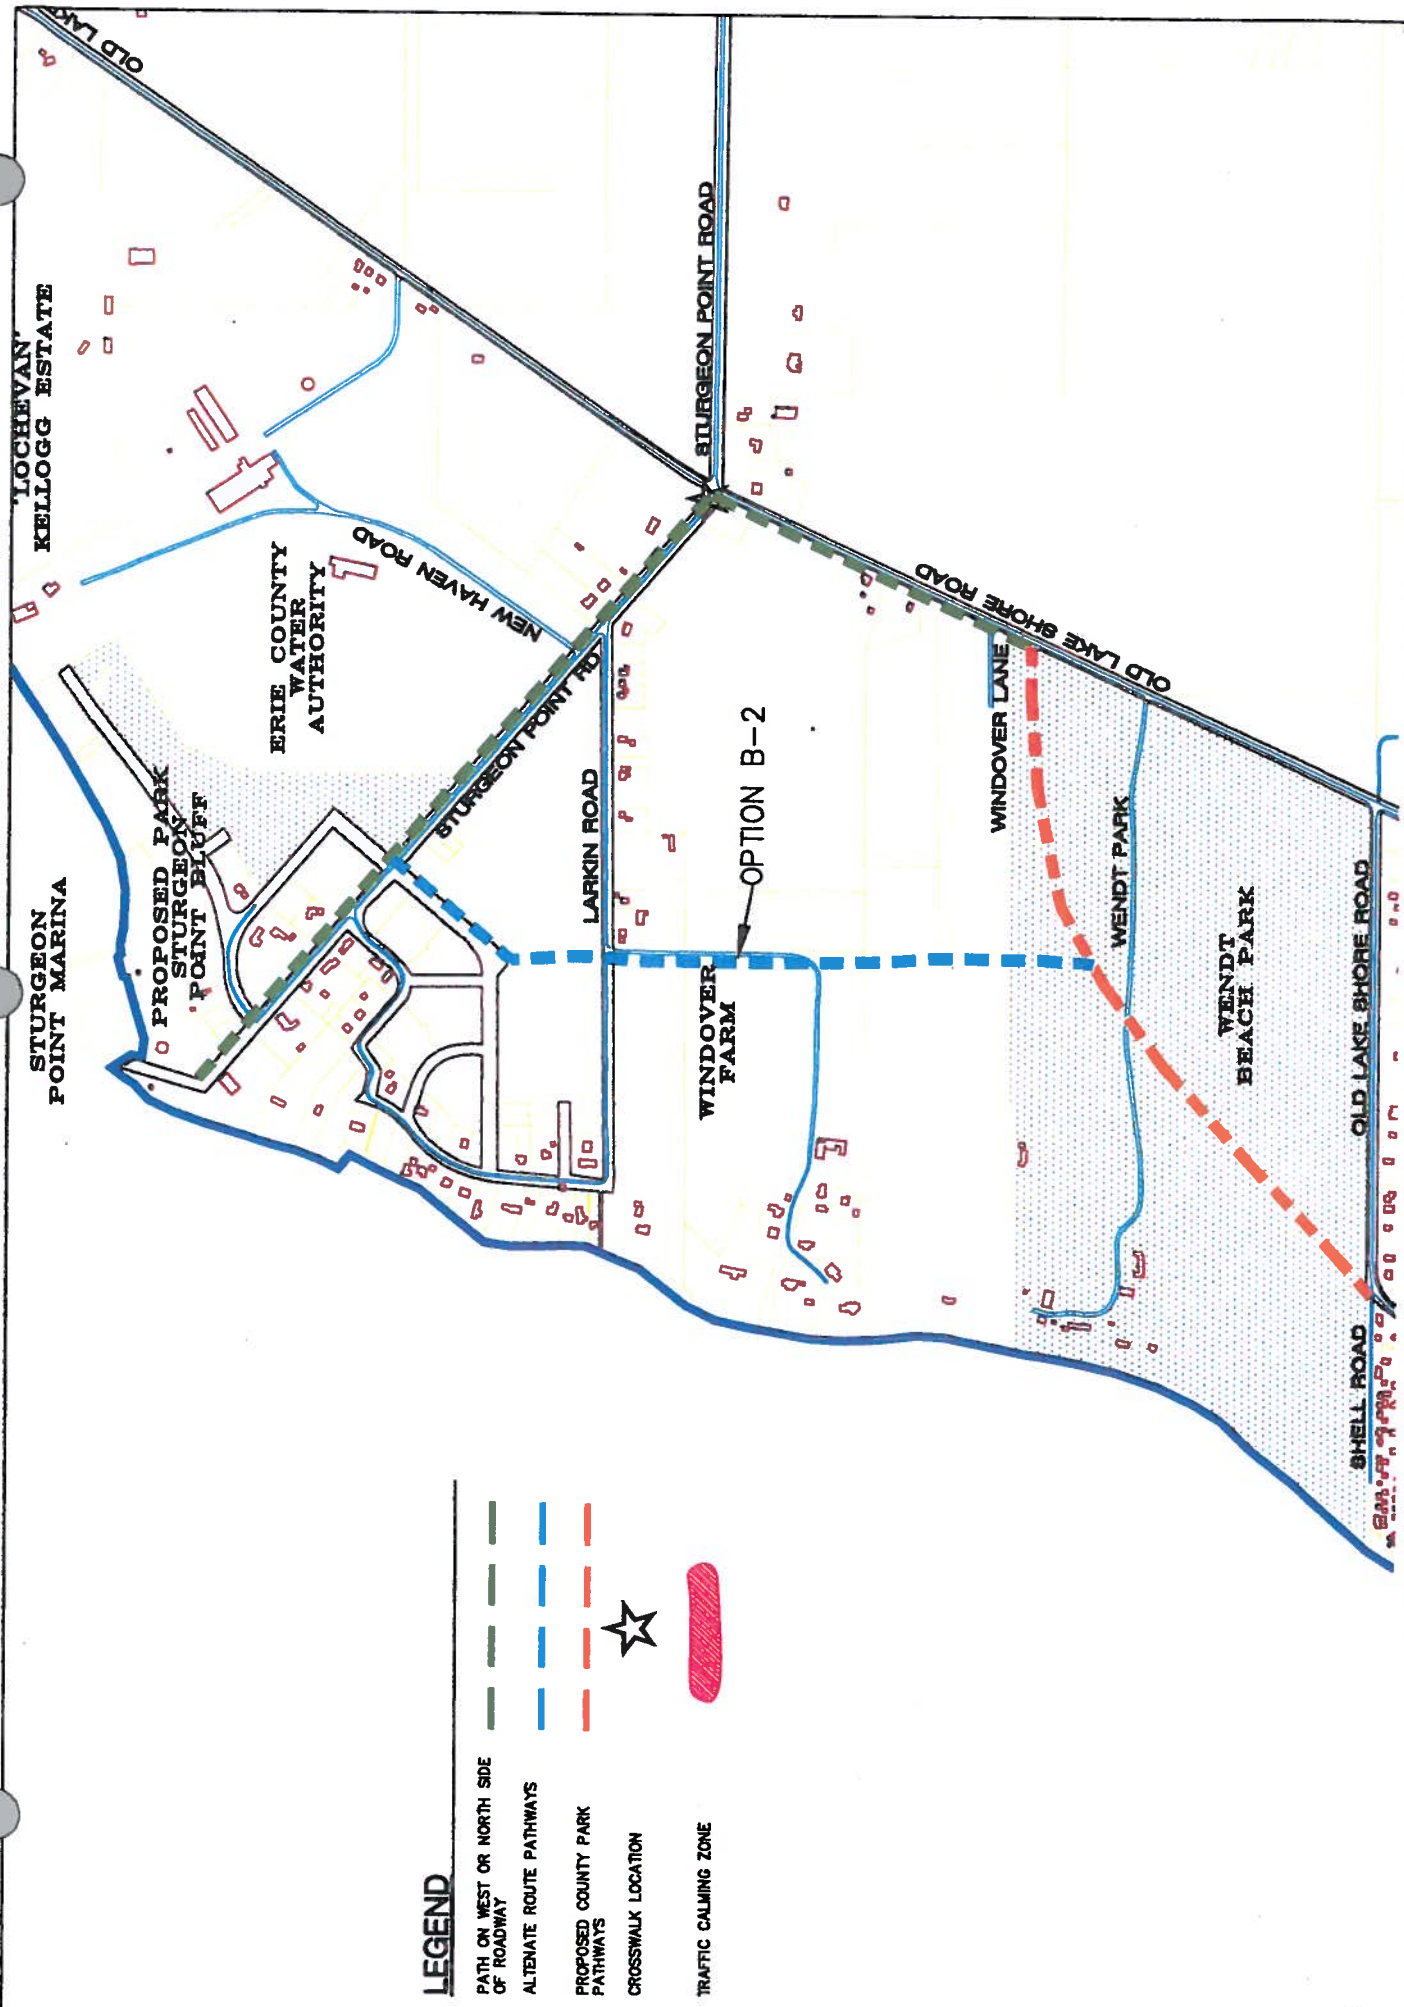 OLD LAK
OLD LAKE
'LOCHEVAN'
KELLOGG ESTATE
STURGEON POINT ROAD
ERIE COUNTY
WATER
AUTHORITY
NEW HAVEN ROAD
STURGEON POINT RD
STURGEON
POINT MARNA
PROPOSED PARK
STURGEON
POINT BLUFF
LARKIN ROAD
OPTION B-2
WINDOVER
FARM
OLD LAKE SHORE ROAD
WINDOVER LANE
WENDT PARK
WENDT
BEACH PARK
OLD LAKE SHORE ROAD
SHELL ROAD
LEGEND
PATH ON WEST OR NORTH SIDE
OF ROADWAY
ALTENATE ROUTE PATHWAYS
PROPOSED COUNTY PARK
PATHWAYS
CROSSWALK LOCATION
TRAFFIC CALMING ZONE